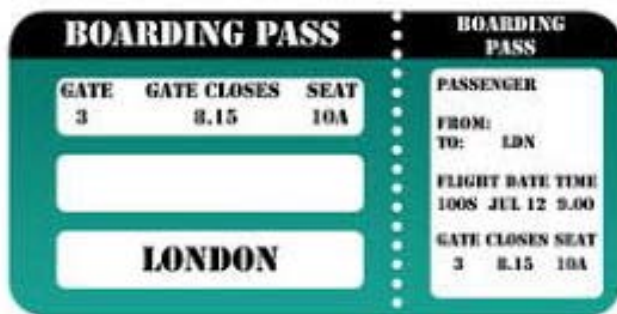 BOARDING PASS
GATE GATE CLOSES SEAT
3 8.15 10A
LONDON
BOARDING
PASS
PASSENGER
FROM:
TO: LDN
FLIGHT DATE TIME
100S JUL 12 9.00
GATE CLOSES SEAT
3 8.15 10A